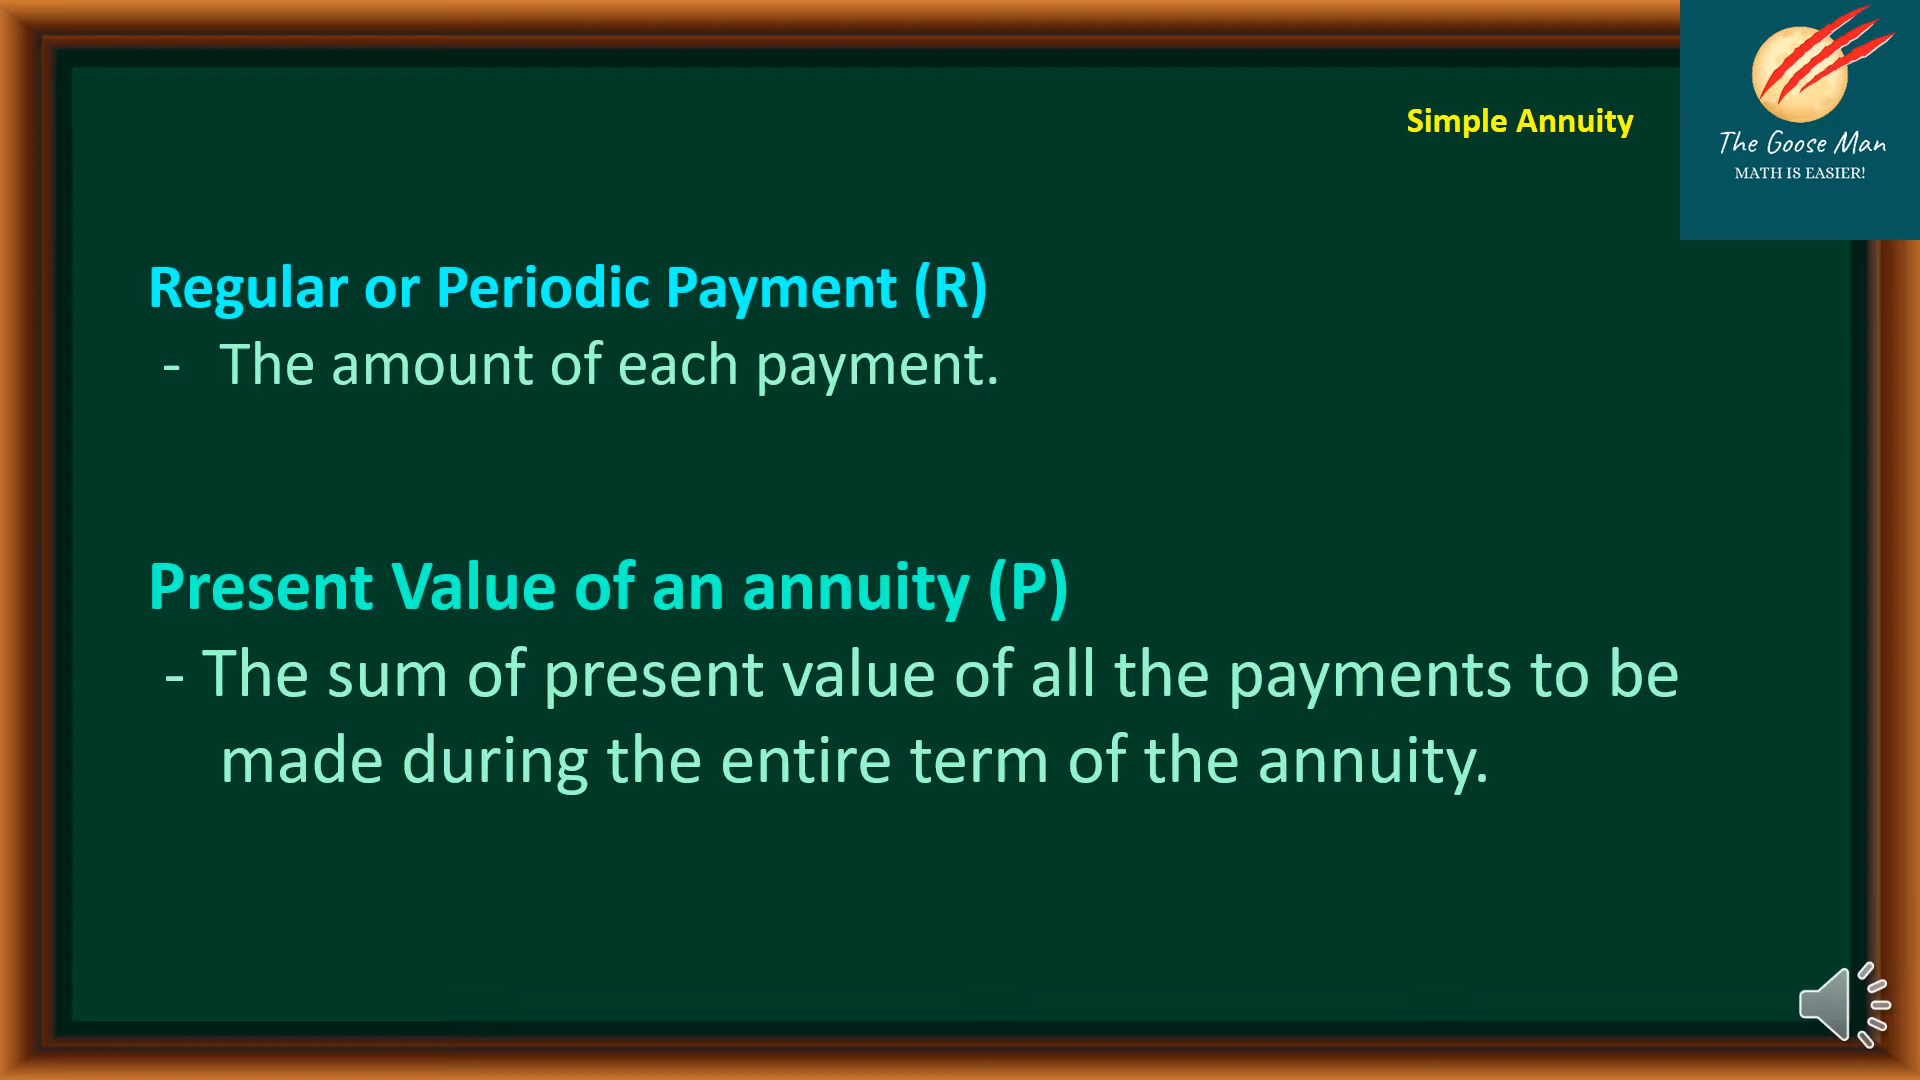 Simple Annuity
The Goose Man
MATH IS EASIER!
Regular or Periodic Payment (R)
- The amount of each payment.
Present Value of an annuity (P)
- The sum of present value of all the payments to be
made during the entire term of the annuity.